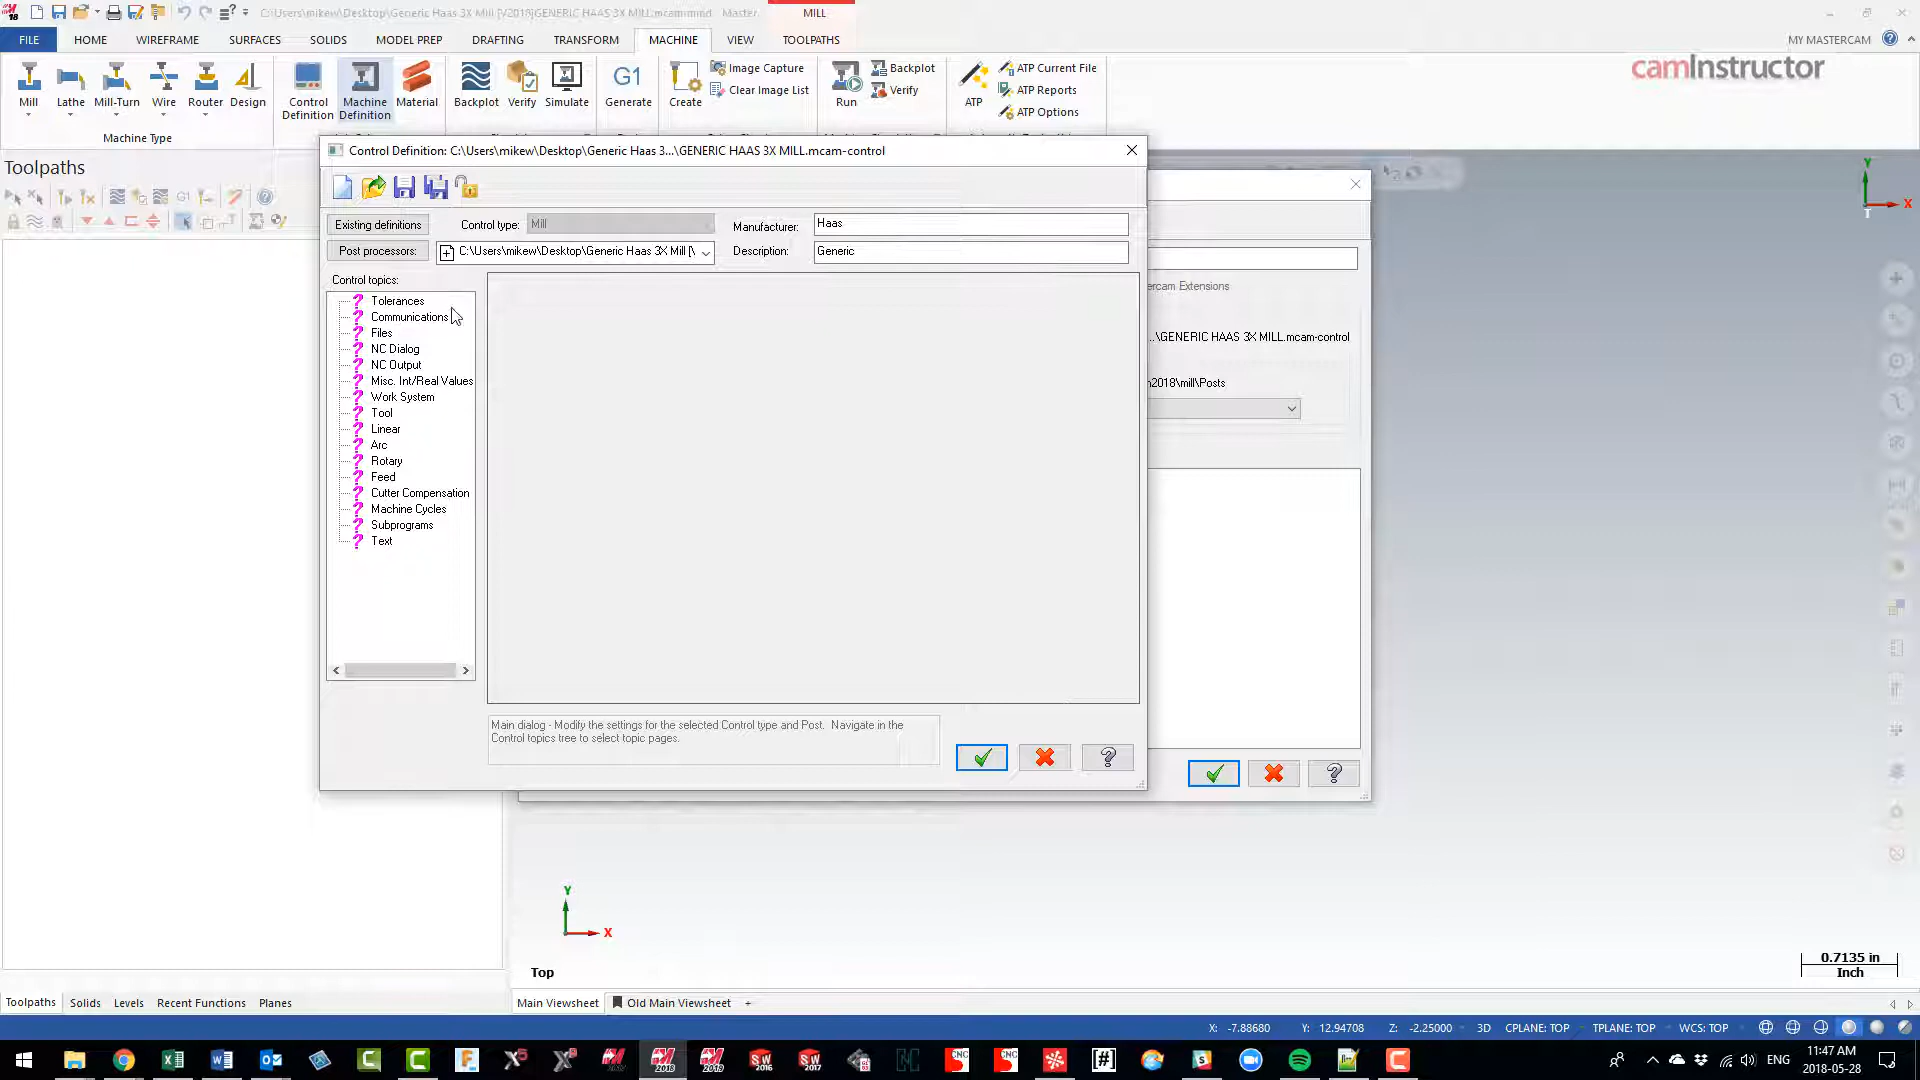 C:\Users\mikew\Desktop\Generic Haas 3X Mill [V2018]\GENERIC HAAS 3X MILL.mcam-mmd
MILL
FILE HOME WIREFRAME SURFACES SOLIDS MODEL PREP DRAFTING TRANSFORM MACHINE VIEW TOOLPATHS
MY MASTERCAM
camInstructor
Mill Lathe Mill-Turn Wire Router Design
Control Definition
Machine Definition
Material
Backplot Verify Simulate
G1
Generate
Create
Image Capture
Clear Image List
Run
Backplot
Verify
ATP
ATP Current File
ATP Reports
ATP Options
Machine Type
Toolpaths
Control Definition: C:\Users\mikew\Desktop\Generic Haas 3...\GENERIC HAAS 3X MILL.mcam-control
Existing definitions
Control type: Mill
Manufacturer: Haas
Post processors:
C:\Users\mikew\Desktop\Generic Haas 3X Mill [\
Description: Generic
Control topics:
Tolerances
Communications
Files
NC Dialog
NC Output
Misc. Int/Real Values
Work System
Tool
Linear
Arc
Rotary
Feed
Cutter Compensation
Machine Cycles
Subprograms
Text
Main dialog - Modify the settings for the selected Control type and Post. Navigate in the
Control topics tree to select topic pages.
ercam Extensions
..\GENERIC HAAS 3X MILL.mcam-control
2018\mill\Posts
Y
X
T
Y
X
Top
0.7135 in
Inch
Toolpaths Solids Levels Recent Functions Planes
Main Viewsheet Old Main Viewsheet +
X: -7.88680 Y: 12.94708 Z: -2.25000 3D CPLANE: TOP TPLANE: TOP WCS: TOP
ENG
11:47 AM
2018-05-28